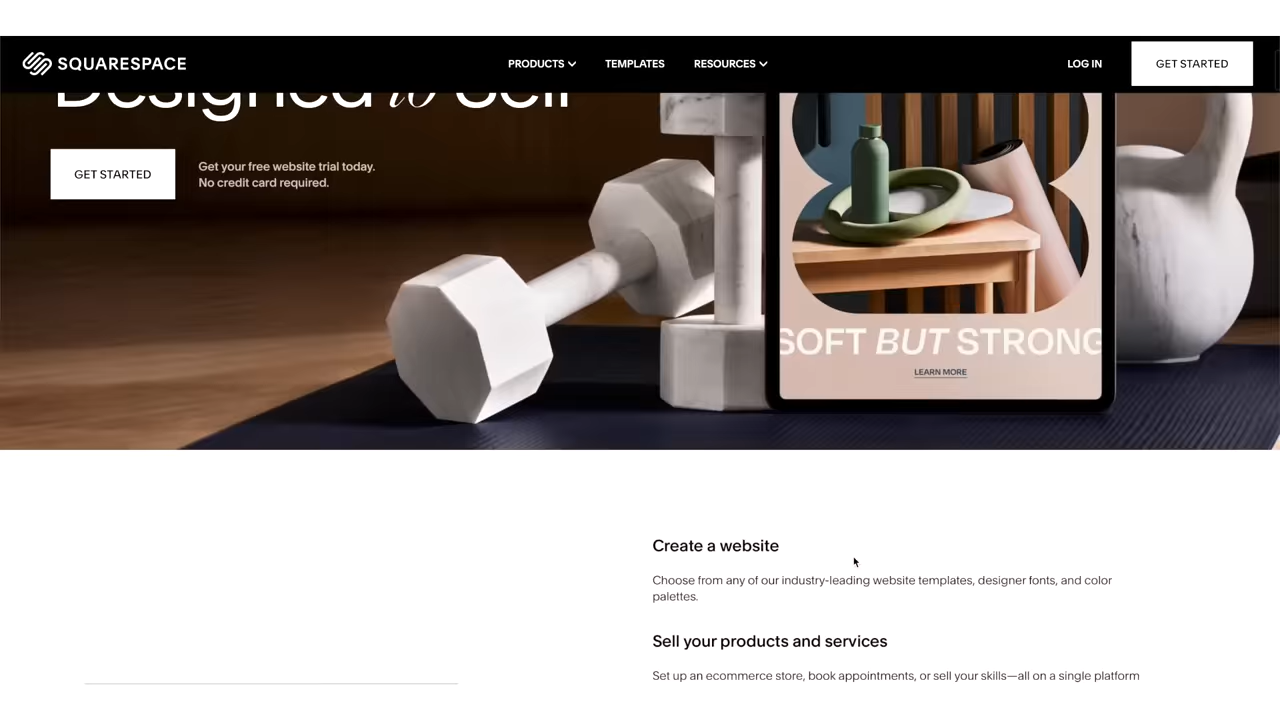 SQUARESPACE
PRODUCTS
TEMPLATES
RESOURCES
LOG IN
GET STARTED
Designed to Sell
GET STARTED
Get your free website trial today.
No credit card required.
SOFT BUT STRONG
LEARN MORE
Create a website
Choose from any of our industry-leading website templates, designer fonts, and color
palettes.
Sell your products and services
Set up an ecommerce store, book appointments, or sell your skills—all on a single platform